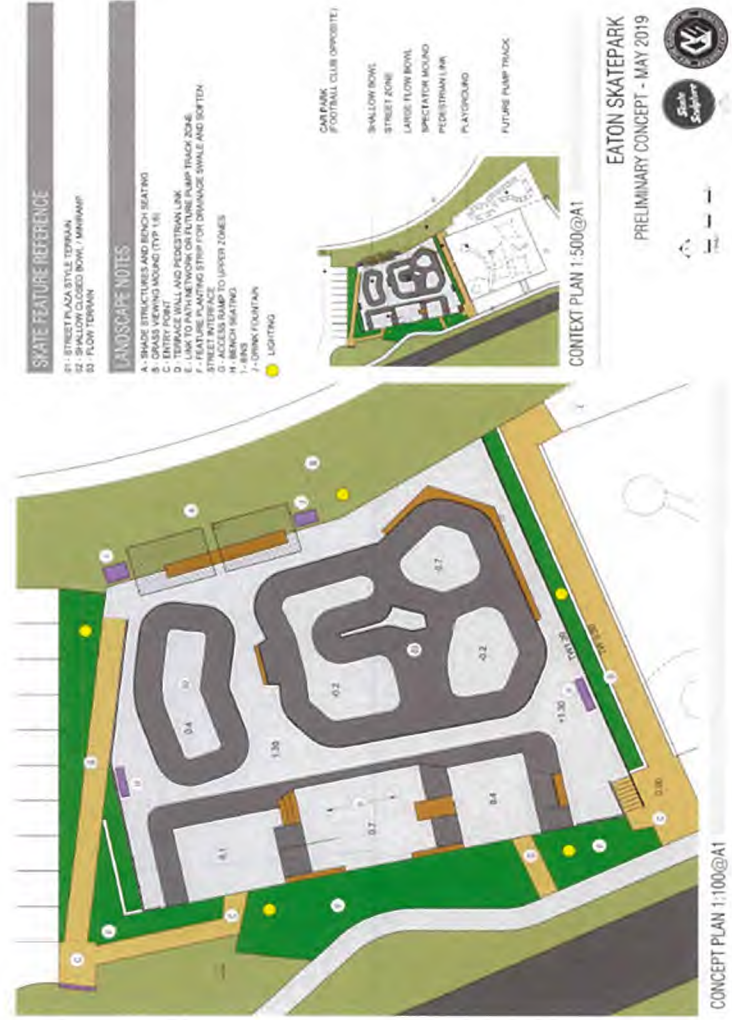 SKATE FEATURE REFERENCE
01 - STREET PLAZA STYLE TERRAIN
02 - SHALLOW CLOSED BOWL / MINIRAMP
03 - FLOW TERRAIN
LANDSCAPE NOTES
A - SHADE STRUCTURES AND BENCH SEATING
B - GRASS VIEWING MOUND (TYP 1:6)
C - ENTRY POINT
D - TERRACE WALL AND PEDESTRIAN LINK
E - LINK TO PATH NETWORK OR FUTURE PUMP TRACK ZONE
F - FEATURE PLANTING STRIP FOR DRAINAGE SWALE AND SOFTEN
STREET INTERFACE
G - ACCESS RAMP TO UPPER ZONES
H - BENCH SEATING
I - BINS
J - DRINK FOUNTAIN
LIGHTING
CAR PARK
(FOOTBALL CLUB OPPOSITE)
SHALLOW BOWL
STREET ZONE
LARGE FLOW BOWL
SPECTATOR MOUND
PEDESTRIAN LINK
PLAYGROUND
FUTURE PUMP TRACK
CONTEXT PLAN 1:500@A1
EATON SKATEPARK
PRELIMINARY CONCEPT - MAY 2019
Skate
Sculpture
0.4
1.30
-0.2
-0.7
-0.2
+1.30
0.1
0.7
0.4
0.00
CONCEPT PLAN 1:100@A1